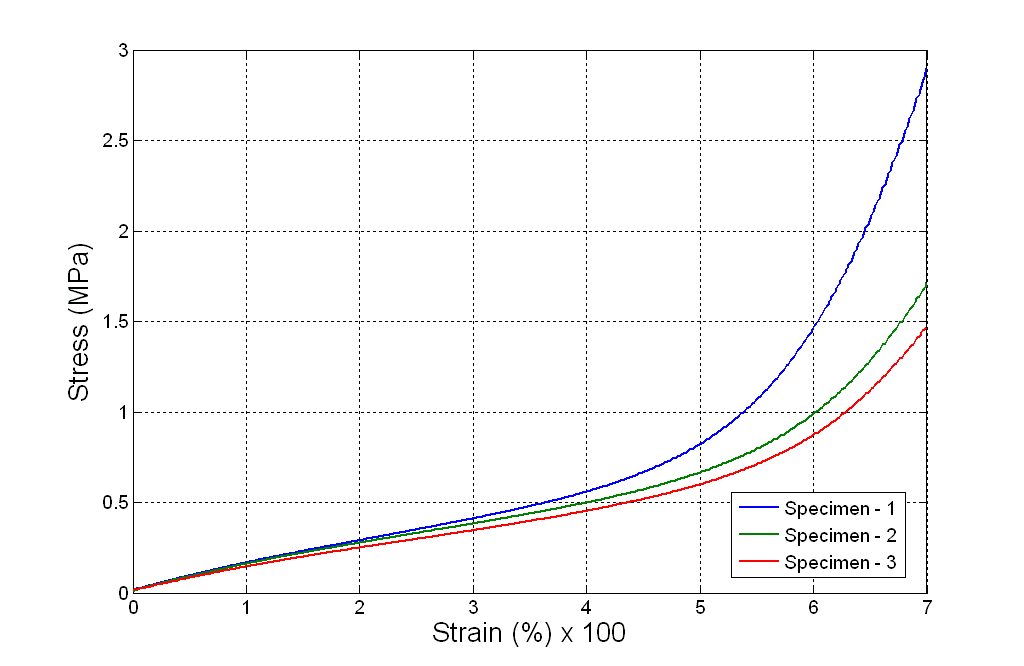 3
2.5
2
1.5
1
0.5
0
Stress (MPa)
0 1 2 3 4 5 6 7
Strain (%) x 100
Specimen - 1
Specimen - 2
Specimen - 3